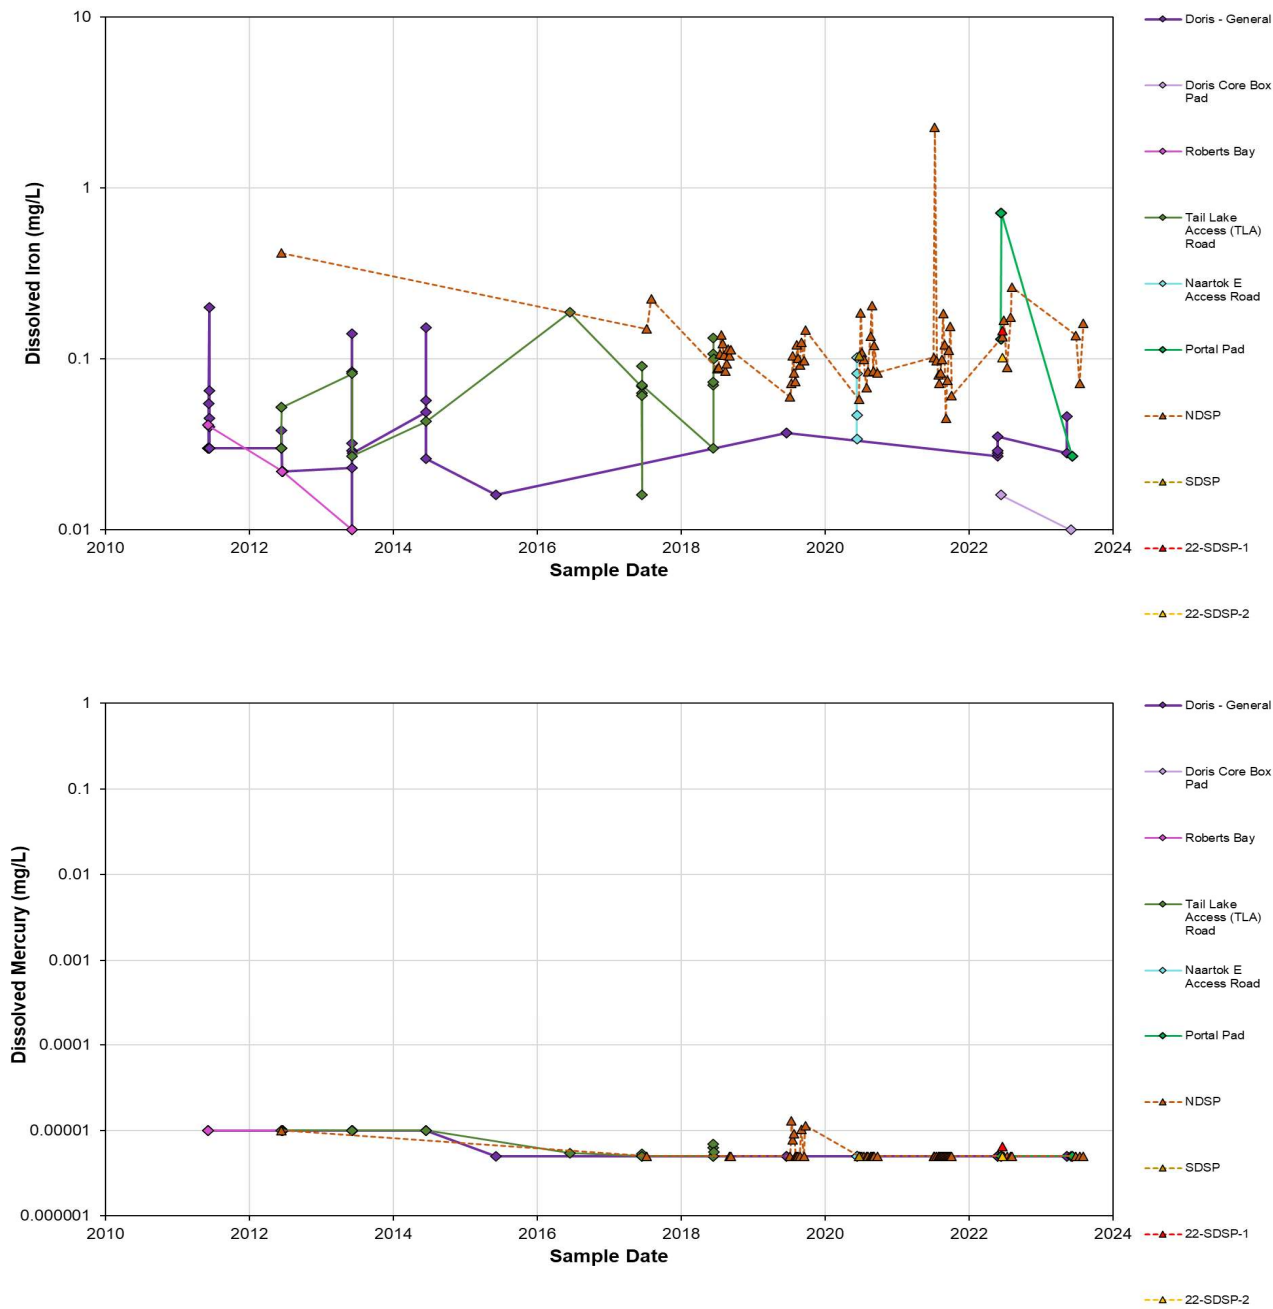 10
1
0.1
0.01
Dissolved Iron (mg/L)
2010 2012 2014 2016 2018 2020 2022 2024
Sample Date
Doris - General
Doris Core Box
Pad
Roberts Bay
Tail Lake
Access (TLA)
Road
Naartok E
Access Road
Portal Pad
NDSP
SDSP
22-SDSP-1
22-SDSP-2
1
0.1
0.01
0.001
0.0001
0.00001
0.000001
Dissolved Mercury (mg/L)
2010 2012 2014 2016 2018 2020 2022 2024
Sample Date
Doris - General
Doris Core Box
Pad
Roberts Bay
Tail Lake
Access (TLA)
Road
Naartok E
Access Road
Portal Pad
NDSP
SDSP
22-SDSP-1
22-SDSP-2